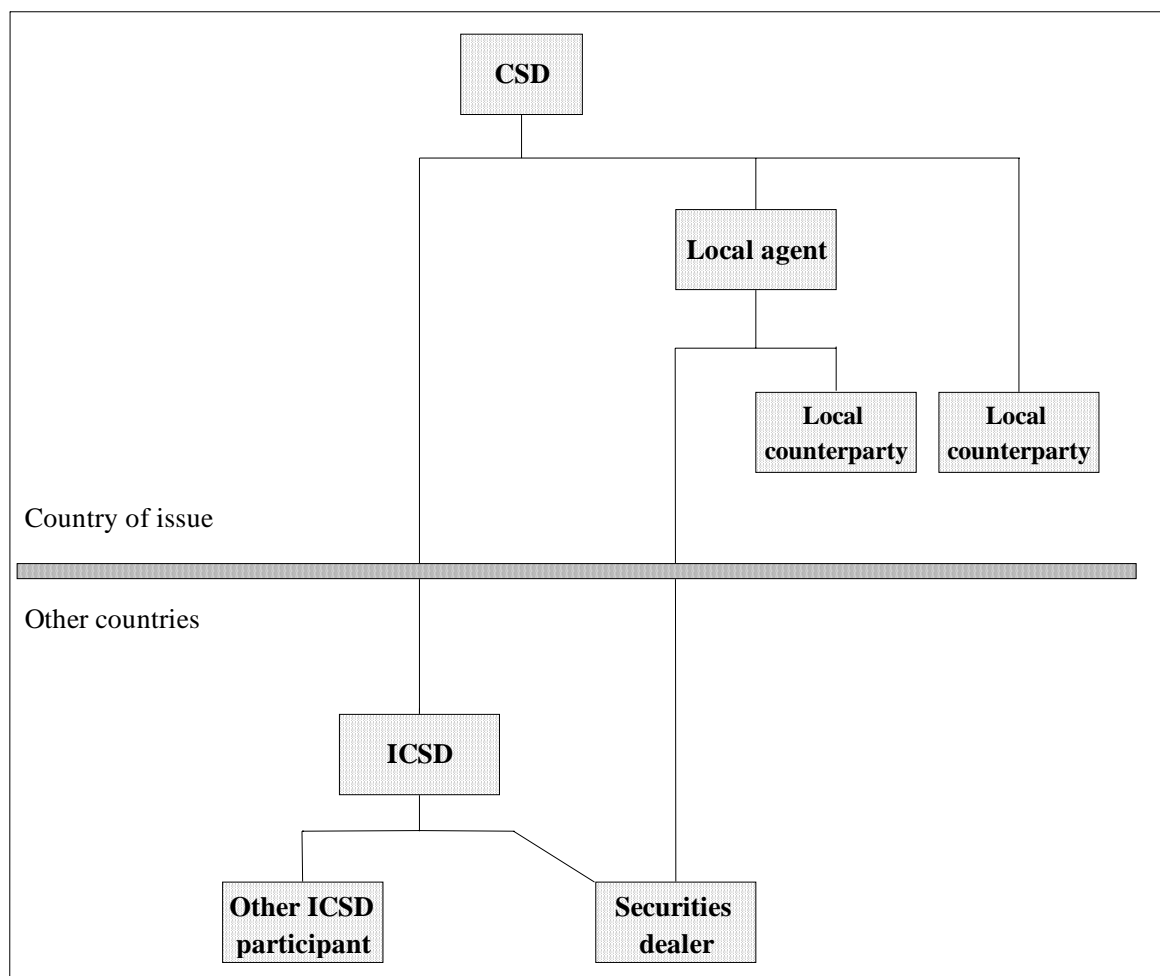 CSD
Local agent
Local
counterparty
Local
counterparty
Country of issue
Other countries
ICSD
Other ICSD
participant
Securities
dealer